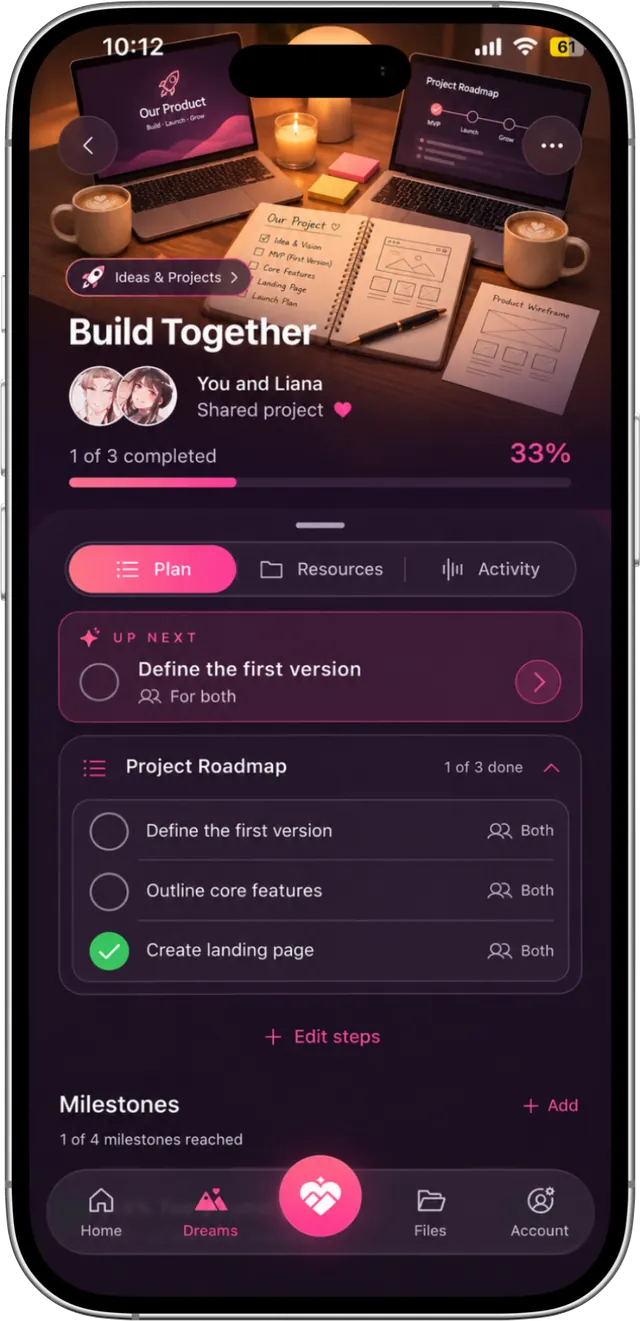 10:12
61
Our Product
Build · Launch · Grow
Project Roadmap
MVP
Launch
Grow
Our Project ♡
Idea & Vision
MVP (First Version)
Core Features
Landing Page
Launch Plan
Product Wireframe
Ideas & Projects
Build Together
You and Liana
Shared project
1 of 3 completed
33%
Plan
Resources
Activity
UP NEXT
Define the first version
For both
Project Roadmap
1 of 3 done
Define the first version
Both
Outline core features
Both
Create landing page
Both
+ Edit steps
Milestones
+ Add
1 of 4 milestones reached
Home
Dreams
Files
Account